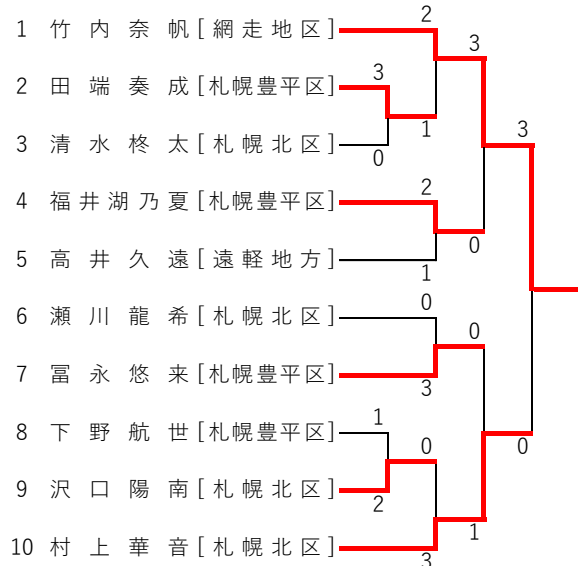 2
1 竹内奈帆[網走地区]
3
3
2 田端奏成[札幌豊平区]
1
3
3 清水柊太[札幌北区]
0
2
4 福井湖乃夏[札幌豊平区]
0
5 高井久遠[遠軽地方]
1
0
6 瀬川龍希[札幌北区]
0
7 冨永悠来[札幌豊平区]
3
1
8 下野航世[札幌豊平区]
0
0
9 沢口陽南[札幌北区]
2
1
10 村上華音[札幌北区]
3